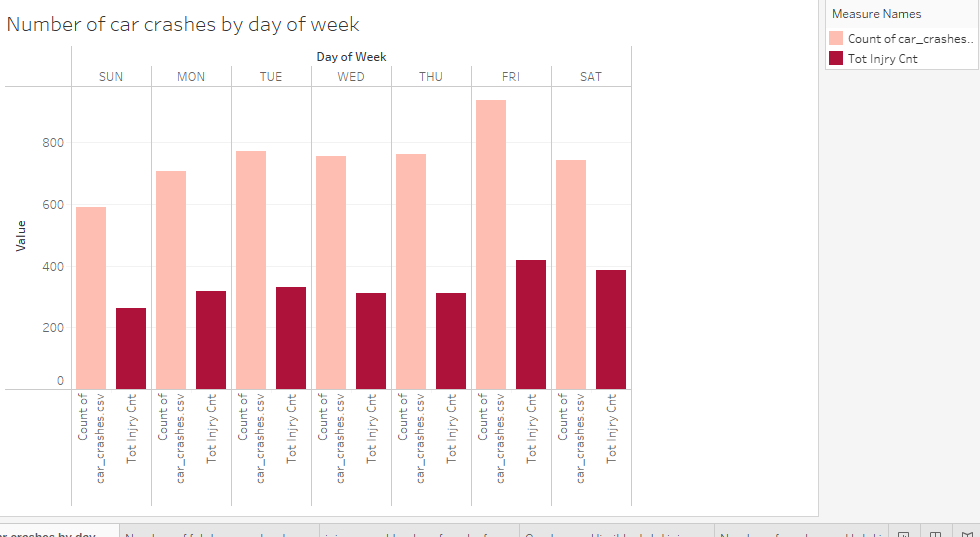 Number of car crashes by day of week
Measure Names
Count of car_crashes..
Tot Injry Cnt
Day of Week
SUN MON TUE WED THU FRI SAT
800
600
400
200
0
Value
Count of car_crashes.csv
Tot Injry Cnt
Count of car_crashes.csv
Tot Injry Cnt
Count of car_crashes.csv
Tot Injry Cnt
Count of car_crashes.csv
Tot Injry Cnt
Count of car_crashes.csv
Tot Injry Cnt
Count of car_crashes.csv
Tot Injry Cnt
Count of car_crashes.csv
Tot Injry Cnt